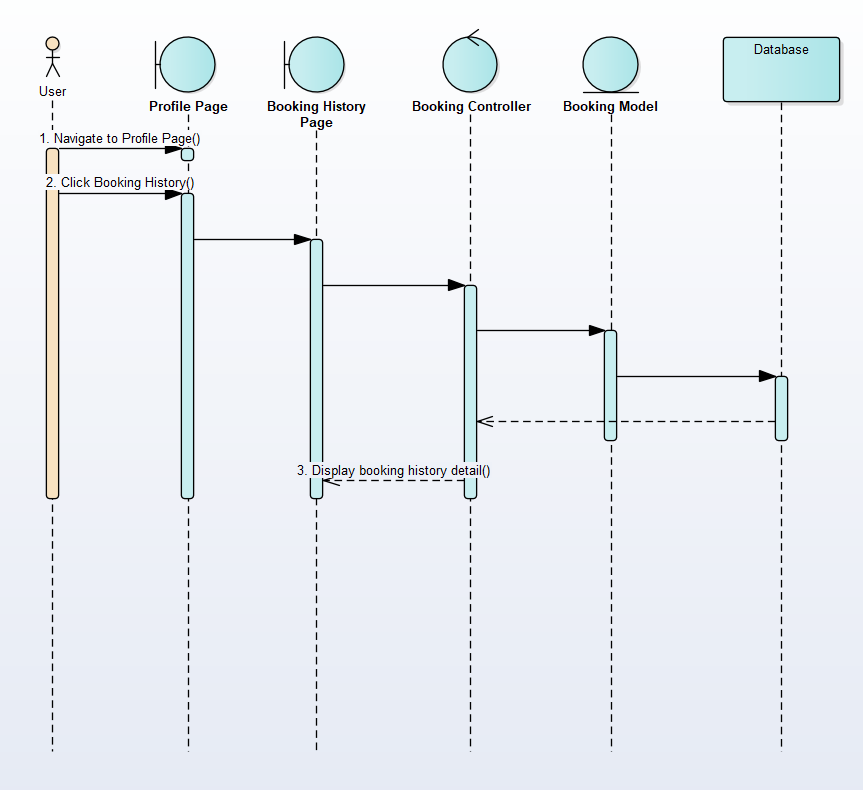 User
Profile Page
Booking History
Page
Booking Controller
Booking Model
Database
1. Navigate to Profile Page()
2. Click Booking History()
3. Display booking history detail()